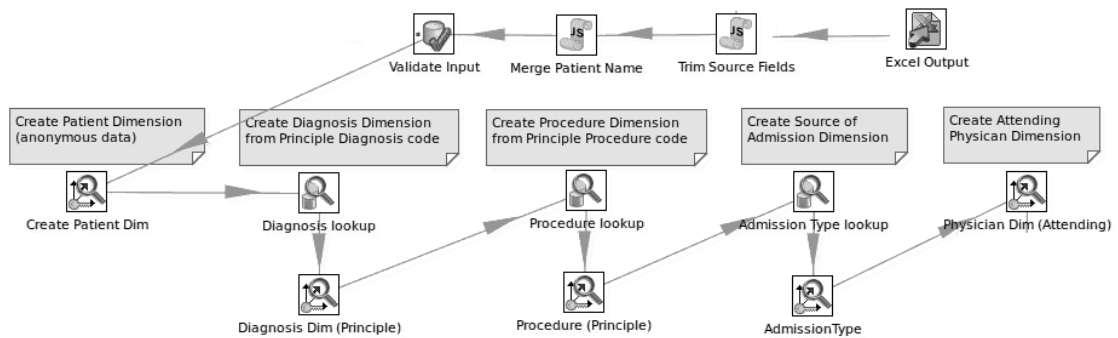 JS
JS
Validate Input
Merge Patient Name
Trim Source Fields
Excel Output
Create Patient Dimension
(anonymous data)
Create Diagnosis Dimension
from Principle Diagnosis code
Create Procedure Dimension
from Principle Procedure code
Create Source of
Admission Dimension
Create Attending
Physican Dimension
Create Patient Dim
Diagnosis lookup
Procedure lookup
Admission Type lookup
Physician Dim (Attending)
Diagnosis Dim (Principle)
Procedure (Principle)
AdmissionType